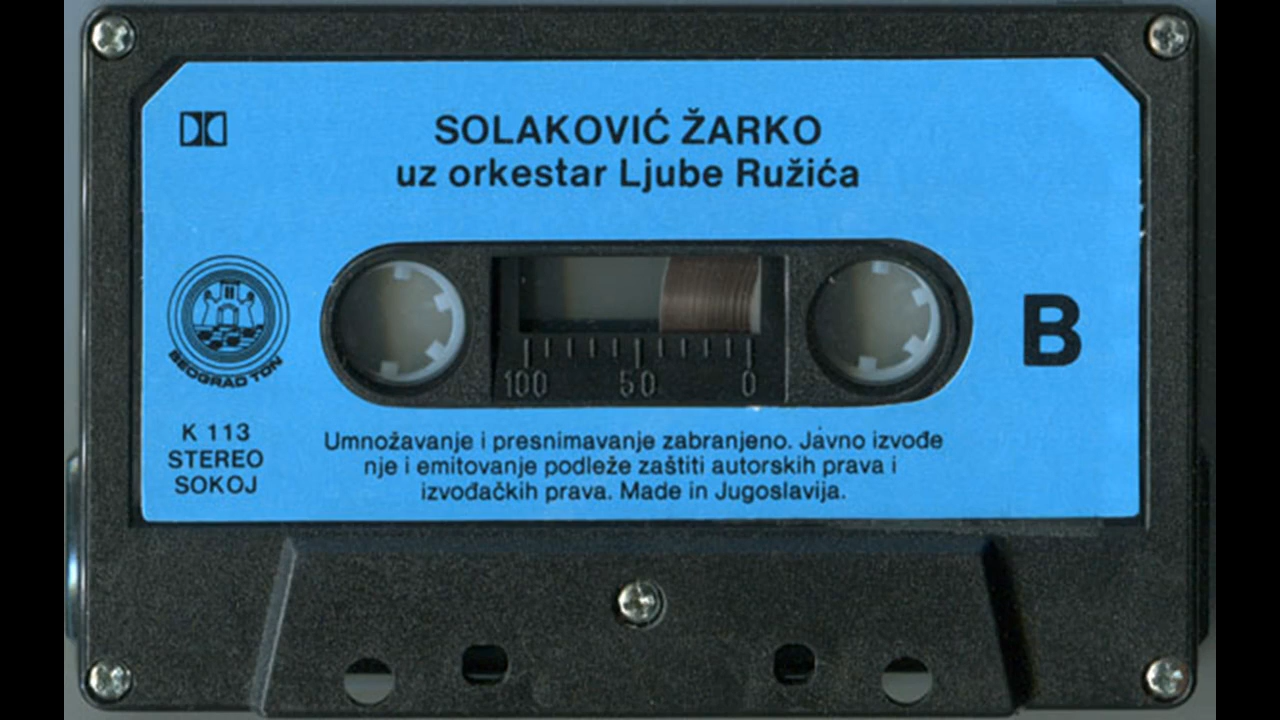 SOLAKOVIĆ ŽARKO
uz orkestar Ljube Ružića
B
BEOGRAD TON
100 50 0
K 113
STEREO
SOKOJ
Umnožavanje i presnimavanje zabranjeno. Javno izvođe
nje i emitovanje podleže zaštiti autorskih prava i
izvođačkih prava. Made in Jugoslavija.